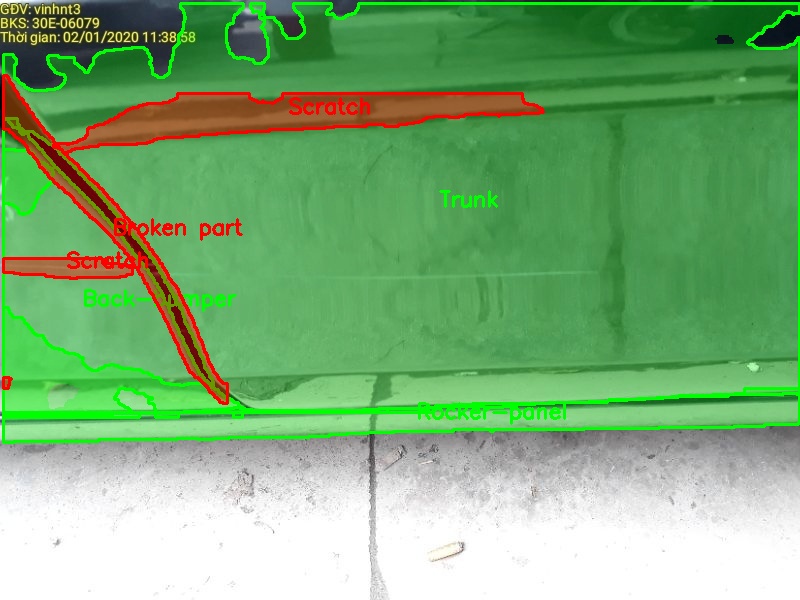 GĐV: vinhnt3
BKS: 30E-06079
Thời gian: 02/01/2020 11:38:58
Scratch
Trunk
Broken part
Scratch
Back-bumper
Rocker-panel